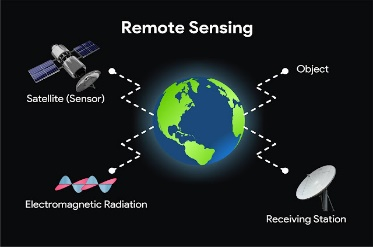 Remote Sensing
Satellite (Sensor)
Object
Electromagnetic Radiation
Receiving Station